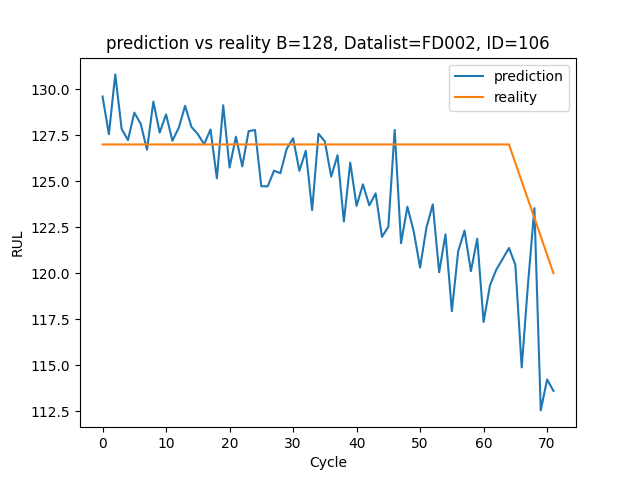 prediction vs reality B=128, Datalist=FD002, ID=106
prediction
reality
130.0
127.5
125.0
122.5
120.0
117.5
115.0
112.5
RUL
0 10 20 30 40 50 60 70
Cycle